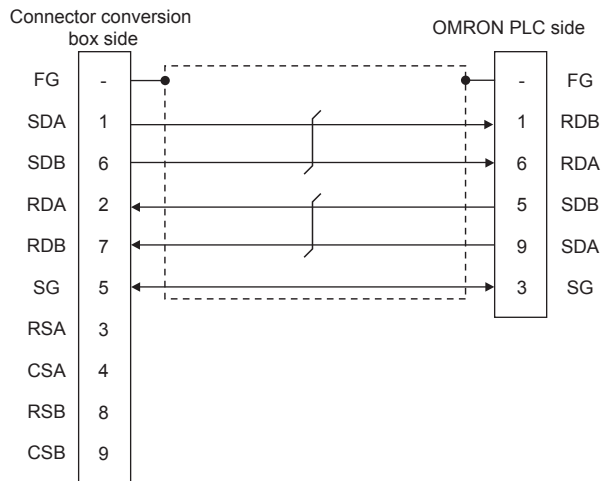 Connector conversion
box side
OMRON PLC side
FG - - FG
SDA 1 1 RDB
SDB 6 6 RDA
RDA 2 5 SDB
RDB 7 9 SDA
SG 5 3 SG
RSA 3
CSA 4
RSB 8
CSB 9